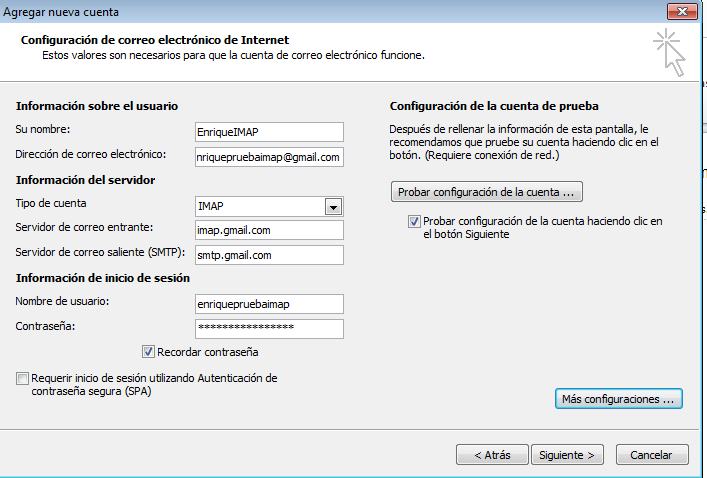 Agregar nueva cuenta
Configuración de correo electrónico de Internet
Estos valores son necesarios para que la cuenta de correo electrónico funcione.
Información sobre el usuario
Su nombre:
EnriqueIMAP
Dirección de correo electrónico:
nriquepruebaimap@gmail.com
Información del servidor
Tipo de cuenta
IMAP
Servidor de correo entrante:
imap.gmail.com
Servidor de correo saliente (SMTP):
smtp.gmail.com
Información de inicio de sesión
Nombre de usuario:
enriquepruebaimap
Contraseña:
****************
Recordar contraseña
Requerir inicio de sesión utilizando Autenticación de
contraseña segura (SPA)
Configuración de la cuenta de prueba
Después de rellenar la información de esta pantalla, le
recomendamos que pruebe su cuenta haciendo clic en el
botón. (Requiere conexión de red.)
Probar configuración de la cuenta ...
Probar configuración de la cuenta haciendo clic en
el botón Siguiente
Más configuraciones ...
< Atrás
Siguiente >
Cancelar